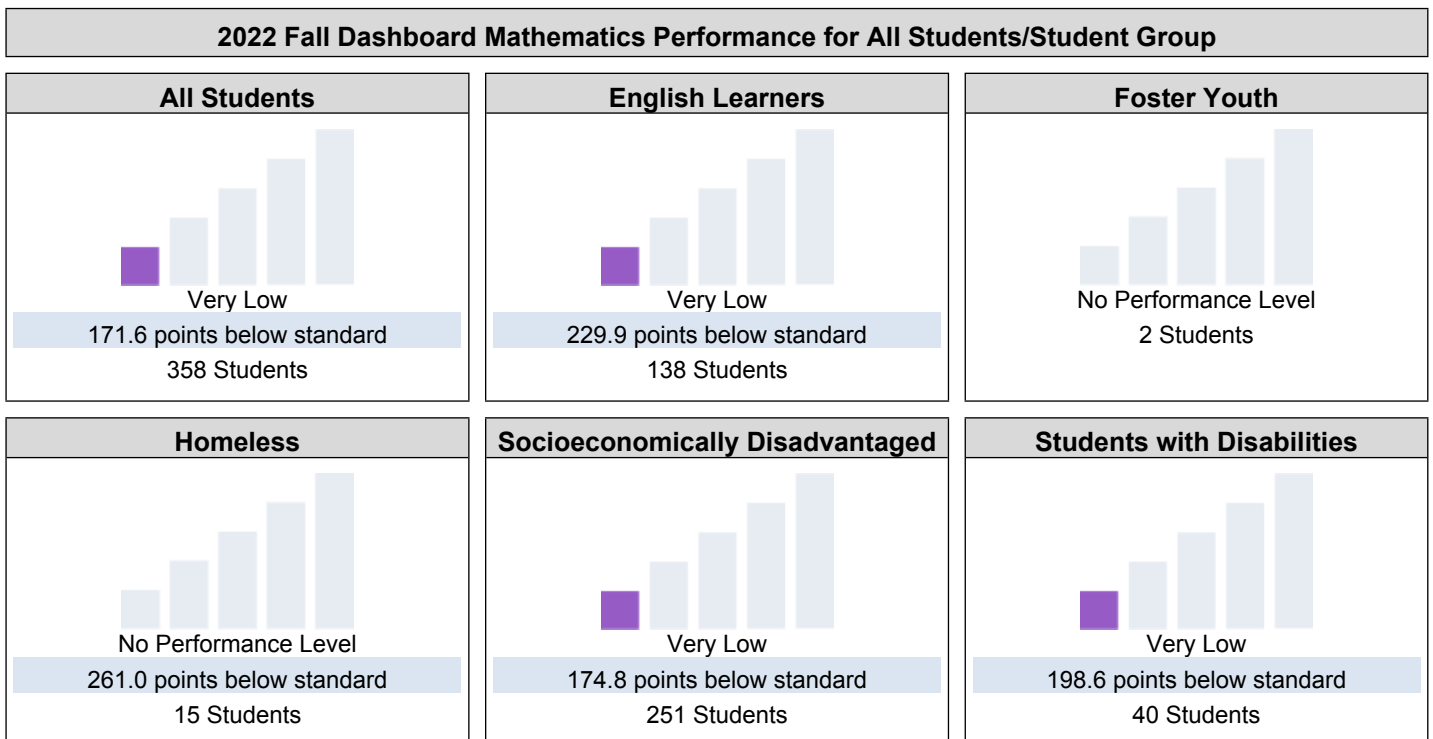 2022 Fall Dashboard Mathematics Performance for All Students/Student Group
All Students
Very Low
171.6 points below standard
358 Students
English Learners
Very Low
229.9 points below standard
138 Students
Foster Youth
No Performance Level
2 Students
Homeless
No Performance Level
261.0 points below standard
15 Students
Socioeconomically Disadvantaged
Very Low
174.8 points below standard
251 Students
Students with Disabilities
Very Low
198.6 points below standard
40 Students